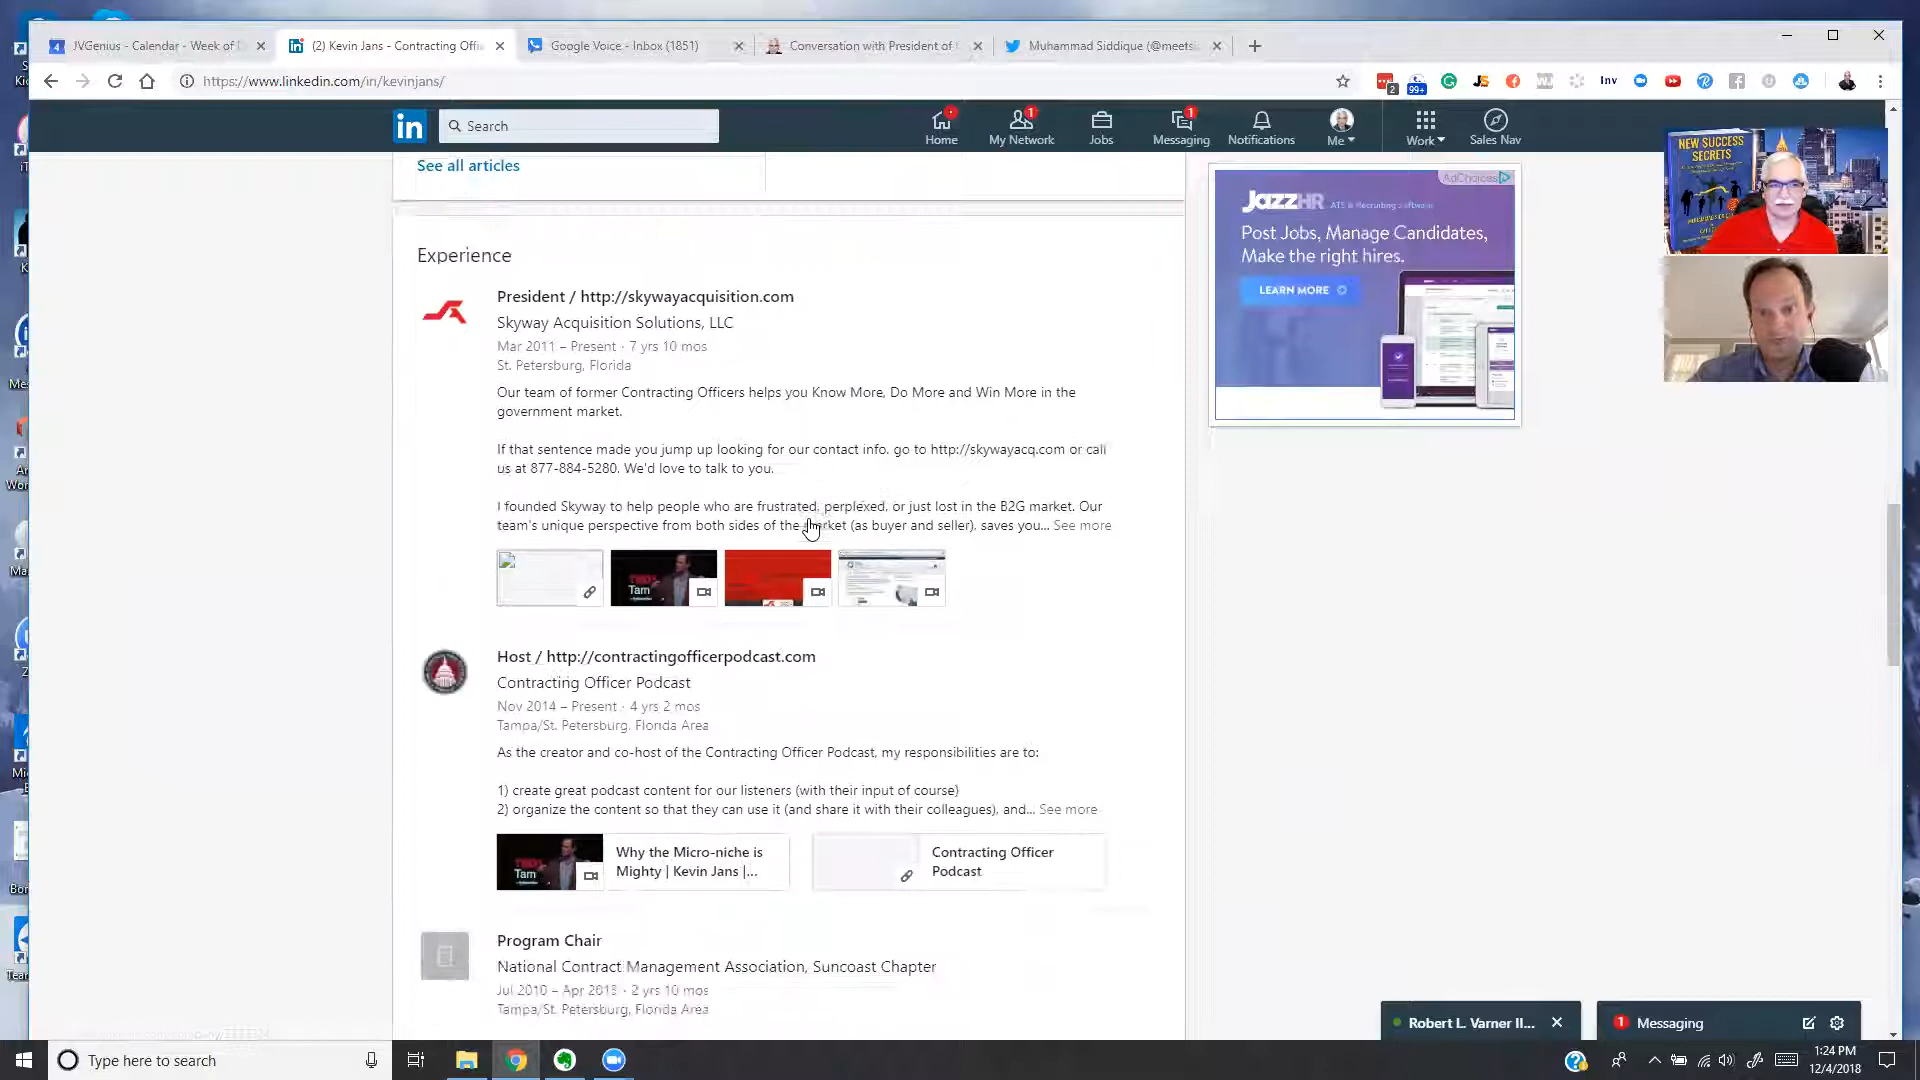 JVGenius - Calendar - Week of
(2) Kevin Jans - Contracting Offi
Google Voice - Inbox (1851)
Conversation with President of
Muhammad Siddique (@meets
https://www.linkedin.com/in/kevinjans/
2
99+
Inv
in
Search
Home
1
My Network
Jobs
1
Messaging
Notifications
Me
Work
Sales Nav
See all articles
AdChoices
JazzHR ATS & Recruiting Software
Post Jobs, Manage Candidates,
Make the right hires.
LEARN MORE
NEW SUCCESS
SECRETS
Experience
President / http://skywayacquisition.com
Skyway Acquisition Solutions, LLC
Mar 2011 – Present · 7 yrs 10 mos
St. Petersburg, Florida
Our team of former Contracting Officers helps you Know More, Do More and Win More in the
government market.
If that sentence made you jump up looking for our contact info, go to http://skywayacq.com or call
us at 877-884-5280. We'd love to talk to you.
I founded Skyway to help people who are frustrated, perplexed, or just lost in the B2G market. Our
team's unique perspective from both sides of the market (as buyer and seller), saves you... See more
Tam
Host / http://contractingofficerpodcast.com
Contracting Officer Podcast
Nov 2014 – Present · 4 yrs 2 mos
Tampa/St. Petersburg, Florida Area
As the creator and co-host of the Contracting Officer Podcast, my responsibilities are to:
1) create great podcast content for our listeners (with their input of course)
2) organize the content so that they can use it (and share it with their colleagues), and... See more
Tam
Why the Micro-niche is
Mighty | Kevin Jans |...
Contracting Officer
Podcast
Program Chair
National Contract Management Association, Suncoast Chapter
Tampa/St. Petersburg, Florida Area
Robert L. Varner II...
1
Messaging
Type here to search
1:24 PM
12/4/2018